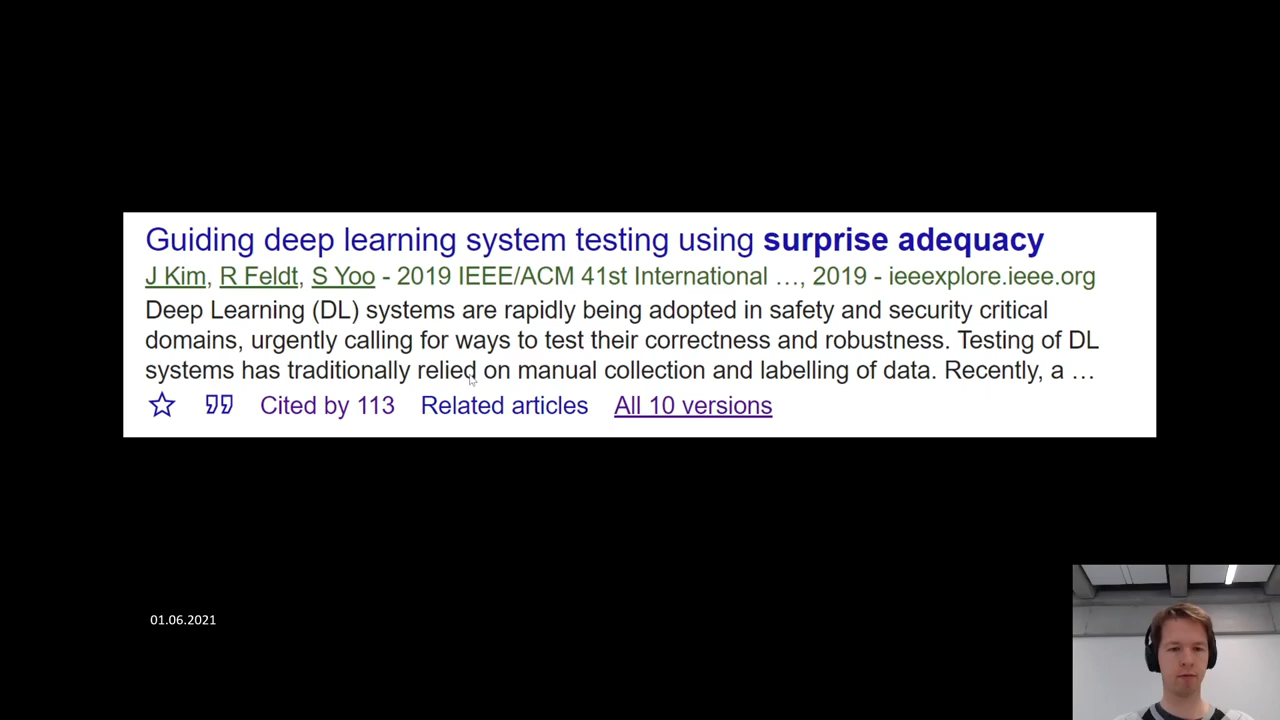 Guiding deep learning system testing using surprise adequacy
J Kim, R Feldt, S Yoo - 2019 IEEE/ACM 41st International …, 2019 - ieeexplore.ieee.org
Deep Learning (DL) systems are rapidly being adopted in safety and security critical
domains, urgently calling for ways to test their correctness and robustness. Testing of DL
systems has traditionally relied on manual collection and labelling of data. Recently, a …
Cited by 113 Related articles All 10 versions
01.06.2021